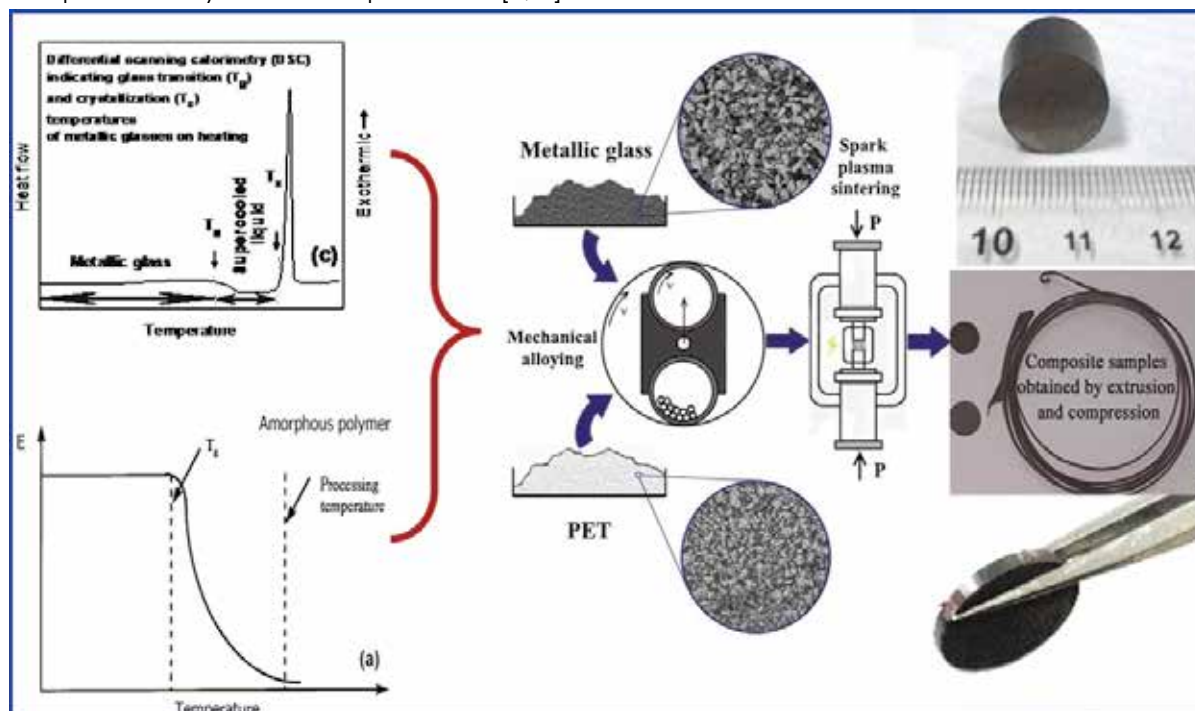 Differential scanning calorimetry (DSC)
indicating glass transition (Tg)
and crystallization (Tx)
temperatures
of metallic glasses on heating
Heat flow
Exothermic
Tg
supercooled
liquid
Tx
(c)
Metallic glass
Temperature
E
Amorphous polymer
Tg
Processing
temperature
(a)
Temperature
Metallic glass
Mechanical
alloying
V
V
PET
Spark
plasma
sintering
P
P
10 11 12
Composite samples
obtained by extrusion
and compression